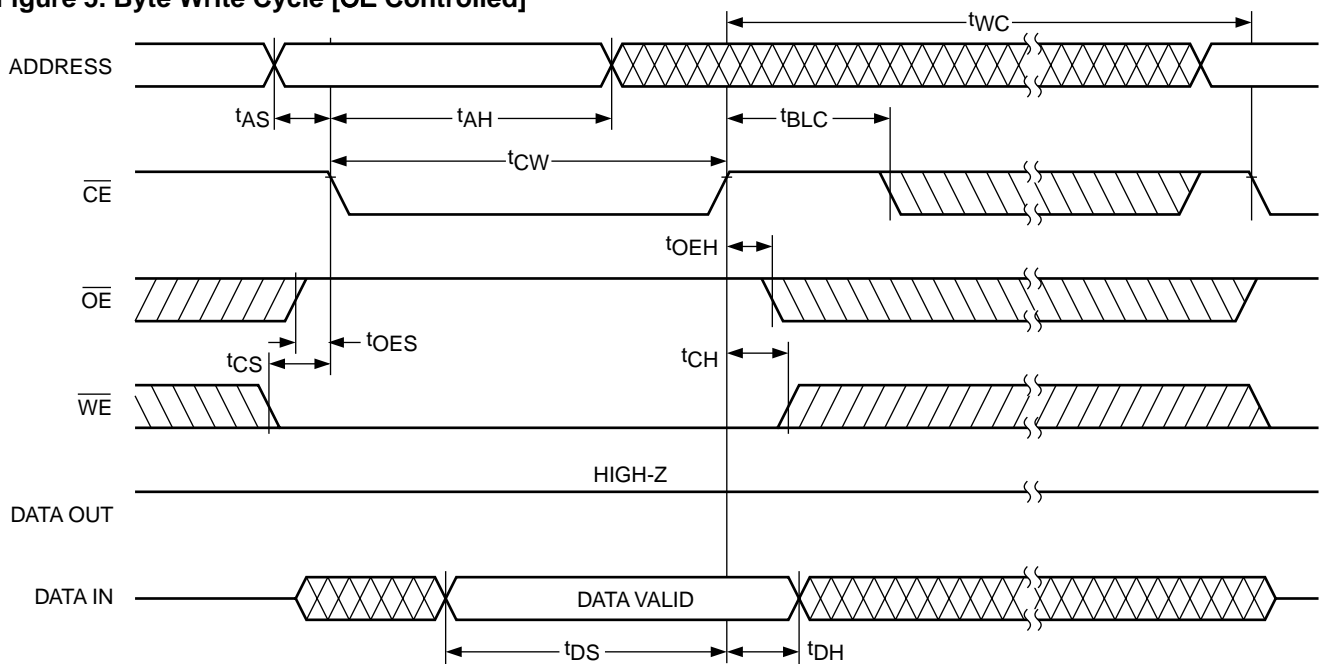 Figure 5. Byte Write Cycle [CE Controlled]
tWC
ADDRESS
tAS
tAH
tBLC
tCW
CE
tOEH
OE
tOES
tCS
tCH
WE
HIGH-Z
DATA OUT
DATA IN
DATA VALID
tDS
tDH